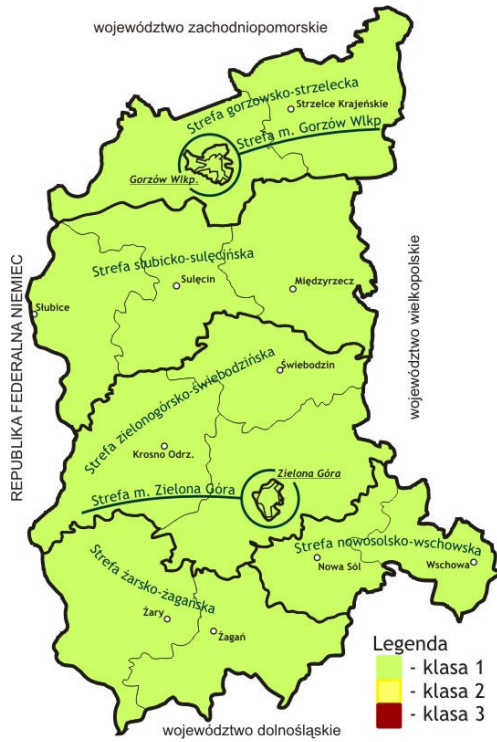 województwo zachodniopomorskie
Strefa gorzowsko-strzelecka
Strzelce Krajeńskie
Strefa m. Gorzów Wlkp
Gorzów Wlkp.
Strefa słubicko-sulęcińska
Sulęcin
Międzyrzecz
Słubice
REPUBLIKA FEDERALNA NIEMIEC
województwo wielkopolskie
Świebodzin
Strefa zielonogórsko-świebodzińska
Krosno Odrz.
Zielona Góra
Strefa m. Zielona Góra
Strefa nowosolsko-wschowska
Nowa Sól
Wschowa
Strefa żarsko-żagańska
Żary
Żagań
Legenda
- klasa 1
- klasa 2
- klasa 3
województwo dolnośląskie